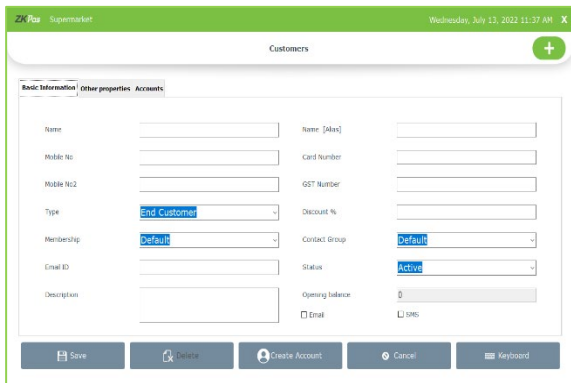 ZKPos Supermarket Wednesday, July 13, 2022 11:37 AM X
Customers
+
Basic Information Other properties Accounts
Name Name [Alias]
Mobile No Card Number
Mobile No2 GST Number
Type End Customer Discount %
Membership Default Contact Group Default
Email ID Status Active
Description Opening balance 0
Email SMS
Save Delete Create Account Cancel Keyboard